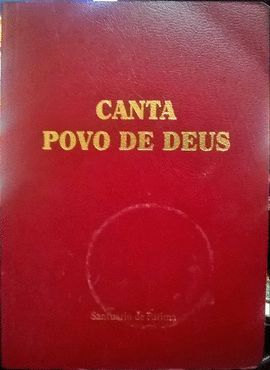 CANTA
POVO DE DEUS
Santuário de Fátima